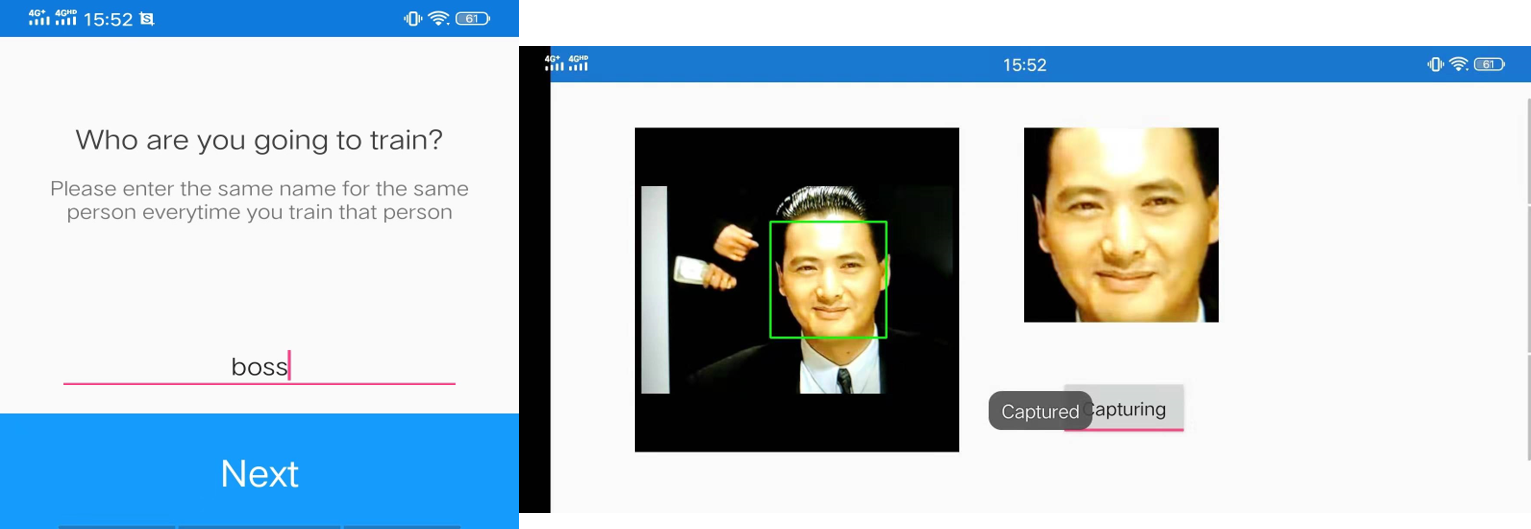 4G+ 4GHD 15:52 61
Who are you going to train?
Please enter the same name for the same
person everytime you train that person
boss
Next
4G+ 4GHD 15:52 61
Captured Capturing